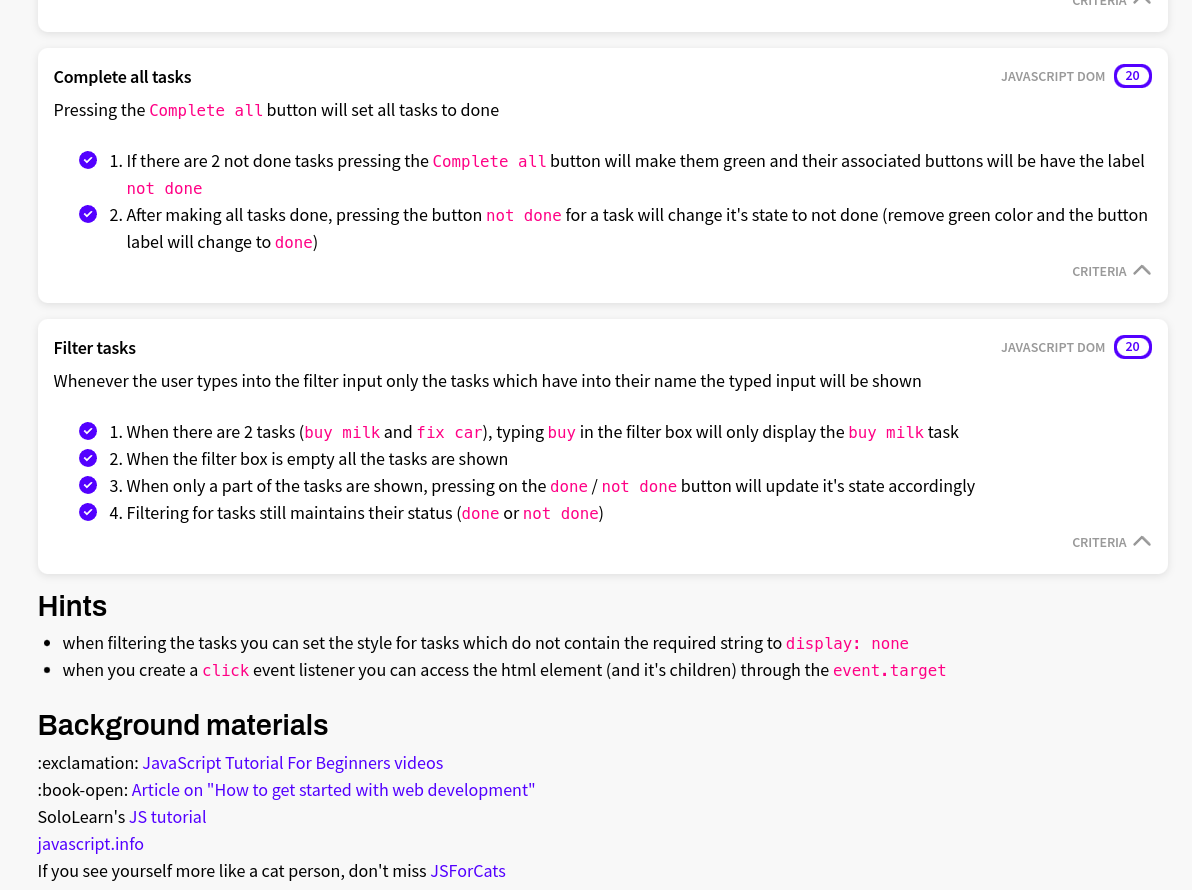 CRITERIA
Complete all tasks
JAVASCRIPT DOM 20
Pressing the Complete all button will set all tasks to done
1. If there are 2 not done tasks pressing the Complete all button will make them green and their associated buttons will be have the label
not done
2. After making all tasks done, pressing the button not done for a task will change it's state to not done (remove green color and the button
label will change to done)
CRITERIA
Filter tasks
JAVASCRIPT DOM 20
Whenever the user types into the filter input only the tasks which have into their name the typed input will be shown
1. When there are 2 tasks (buy milk and fix car), typing buy in the filter box will only display the buy milk task
2. When the filter box is empty all the tasks are shown
3. When only a part of the tasks are shown, pressing on the done / not done button will update it's state accordingly
4. Filtering for tasks still maintains their status (done or not done)
CRITERIA
Hints
• when filtering the tasks you can set the style for tasks which do not contain the required string to display: none
• when you create a click event listener you can access the html element (and it's children) through the event.target
Background materials
:exclamation: JavaScript Tutorial For Beginners videos
:book-open: Article on "How to get started with web development"
SoloLearn's JS tutorial
javascript.info
If you see yourself more like a cat person, don't miss JSForCats